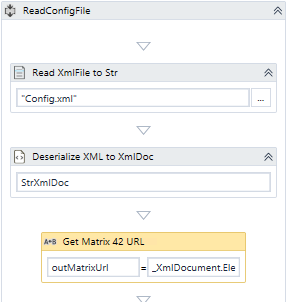 ReadConfigFile
Read XmlFile to Str
"Config.xml" ...
Deserialize XML to XmlDoc
StrXmlDoc
A+B Get Matrix 42 URL
outMatrixUrl = _XmlDocument.Ele